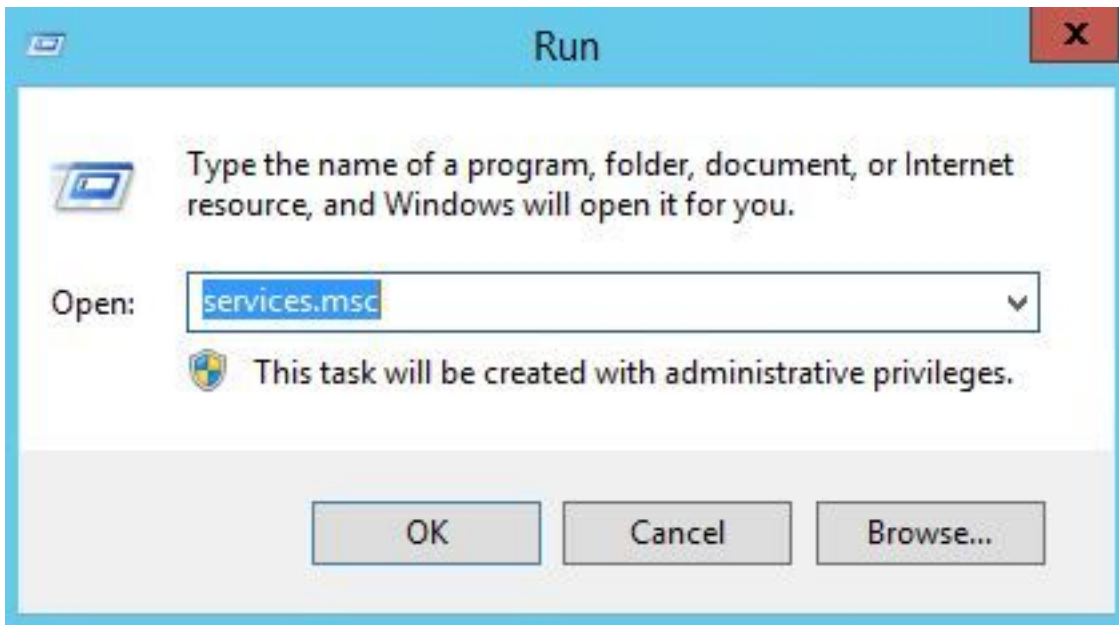 Run
x
Type the name of a program, folder, document, or Internet
resource, and Windows will open it for you.
Open: services.msc
This task will be created with administrative privileges.
OK Cancel Browse...